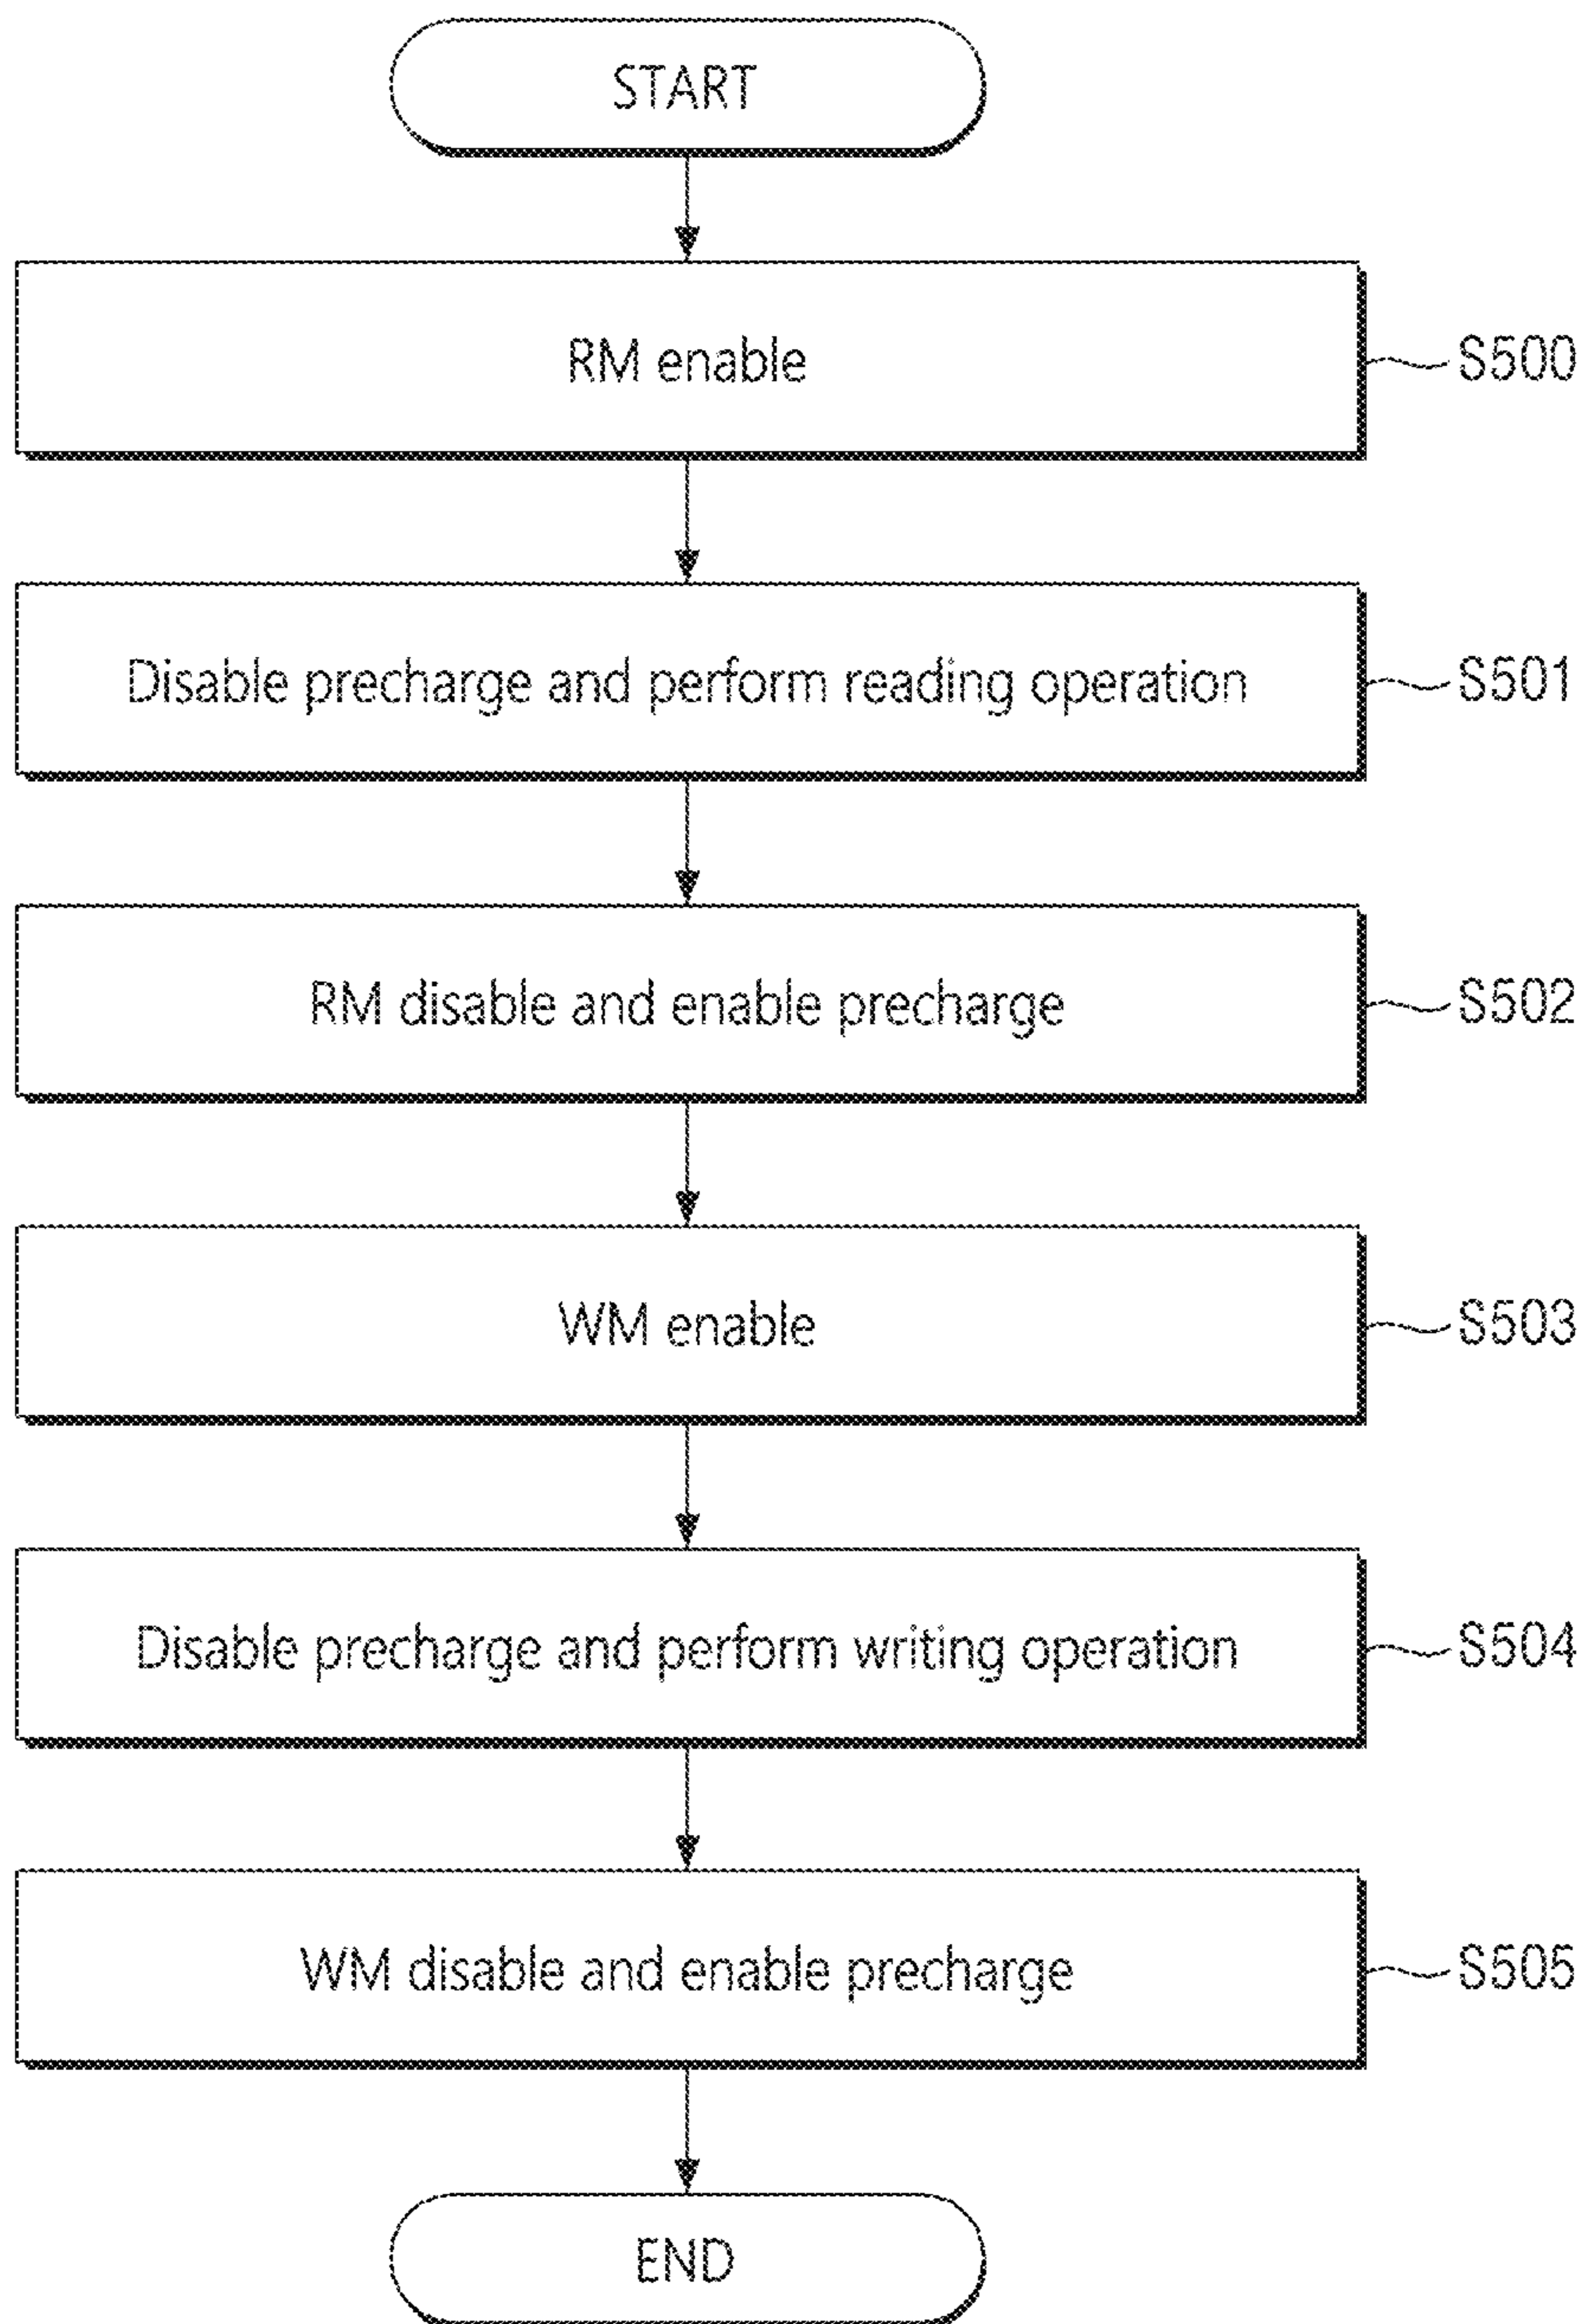 START
RM enable
S500
Disable precharge and perform reading operation
S501
RM disable and enable precharge
S502
WM enable
S503
Disable precharge and perform writing operation
S504
WM disable and enable precharge
S505
END